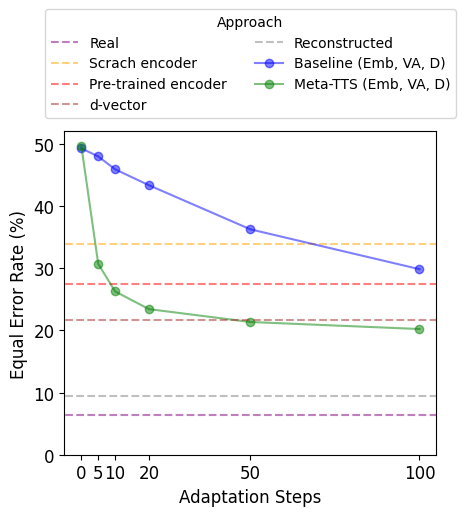 Approach
Real
Scrach encoder
Pre-trained encoder
d-vector
Reconstructed
Baseline (Emb, VA, D)
Meta-TTS (Emb, VA, D)
Equal Error Rate (%)
50
40
30
20
10
0
0 5 10 20 50 100
Adaptation Steps